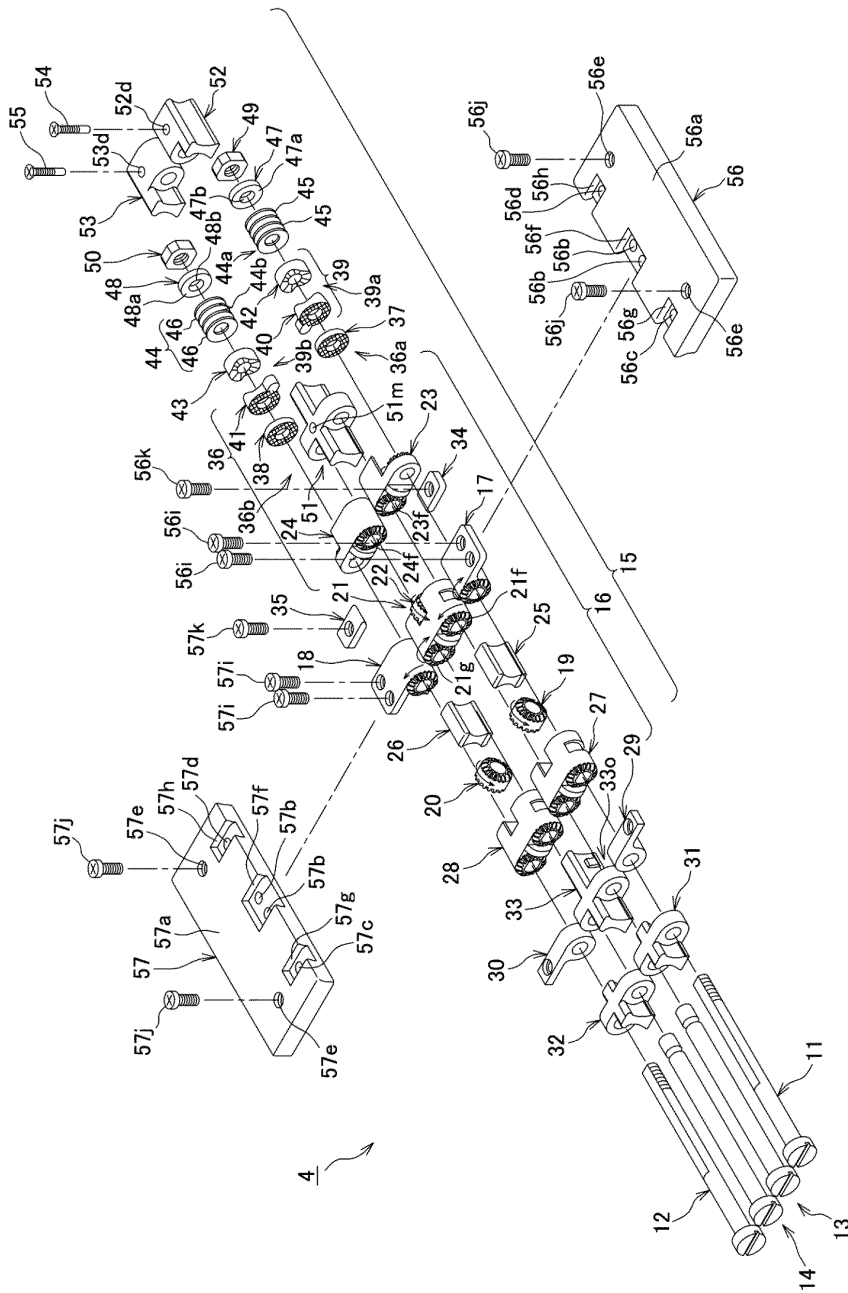 55
54
53d
52d
52
53
49
47
47a
47b
45
45
50
48b
48
48a
44a
44b
42
39
39a
46
46
44
40
37
39b
36a
43
41
38
36
51m
51
36b
23
34
56k
24
23f
17
24f
56i
56i
22
21
21f
35
57k
18
21g
25
57i
57i
26
19
20
27
28
29
33o
33
31
30
32
15
16
11
12
13
14
4
56j
56e
56h
56d
56a
56f
56b
56b
56
56j
56g
56c
56e
57d
57h
57f
57j
57e
57b
57b
57a
57g
57
57c
57j
57e